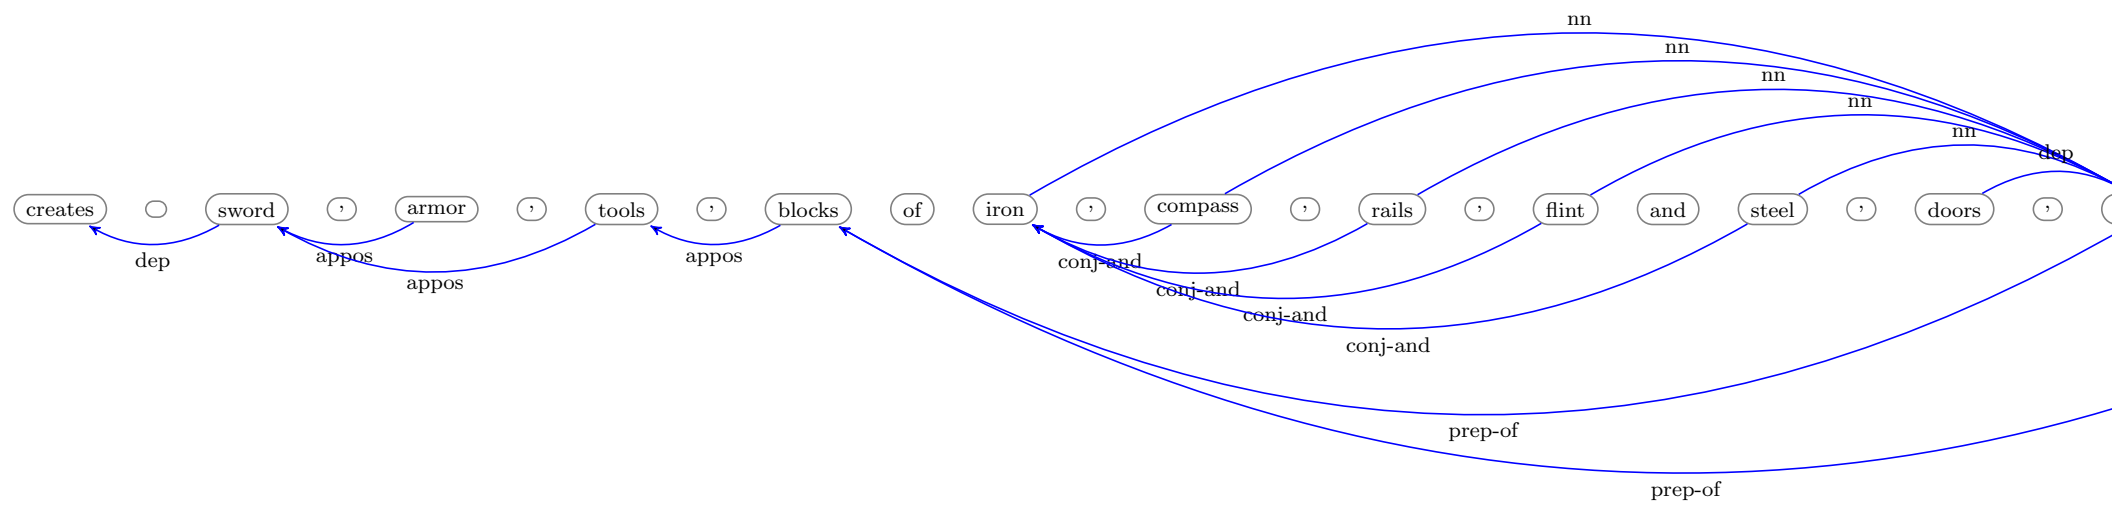 nn
nn
nn
nn
nn
dep
creates sword , armor , tools , blocks of iron , compass , rails , flint and steel , doors ,
dep appos appos conj-and
appos conj-and
conj-and
conj-and
prep-of
prep-of